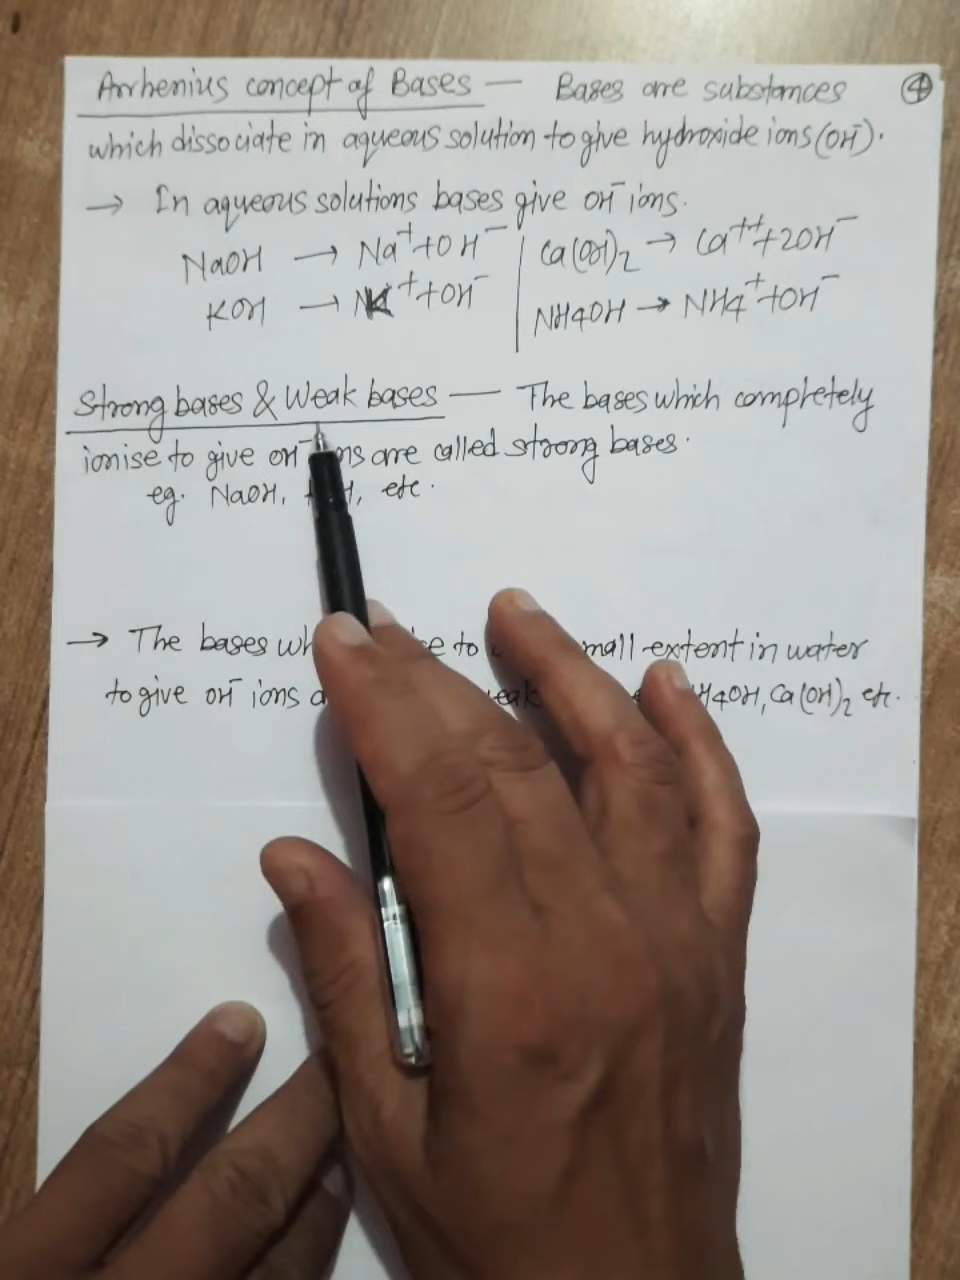 Arrhenius concept of Bases — Bases are substances ④
which dissociate in aqueous solution to give hydroxide ions (OH⁻).
→ In aqueous solutions bases give OH⁻ ions.
NaOH → Na⁺ + OH⁻ | Ca(OH)₂ → Ca⁺⁺ + 2OH⁻
KOH → K⁺ + OH⁻ | NH4OH → NH4⁺ + OH⁻
Strong bases & Weak bases — The bases which completely
ionise to give OH⁻ are called strong bases.
eg. NaOH, etc.
→ The bases to extent in water
to give OH⁻ ions Ca(OH)₂ etc.